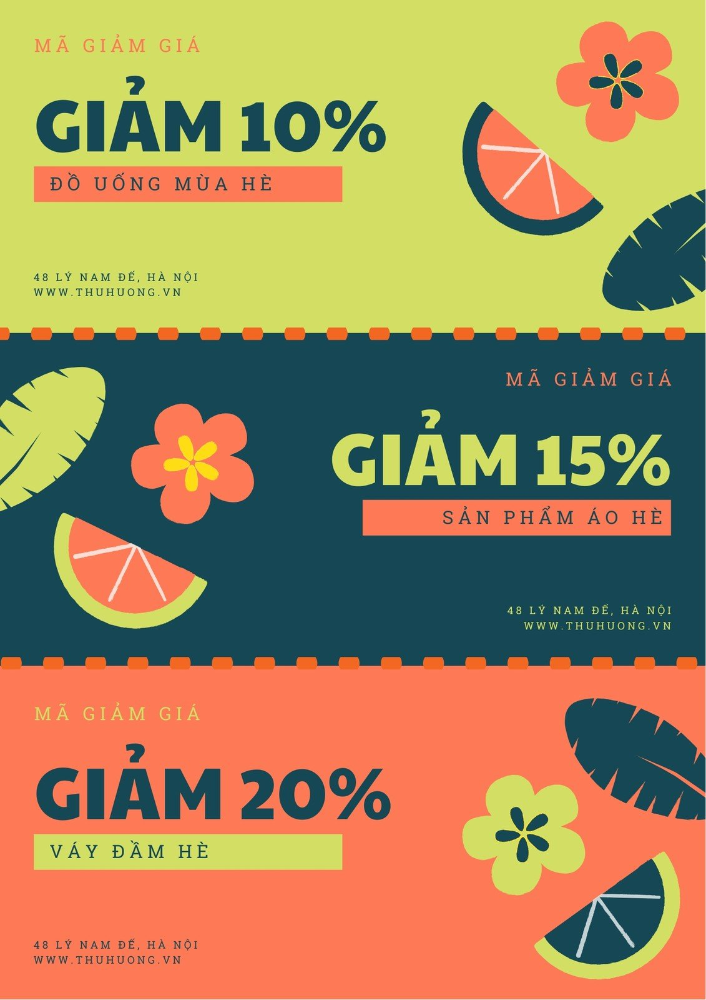 MÃ GIẢM GIÁ
GIẢM 10%
ĐỒ UỐNG MÙA HÈ
48 LÝ NAM ĐẾ, HÀ NỘI
WWW.THUHUONG.VN
MÃ GIẢM GIÁ
GIẢM 15%
SẢN PHẨM ÁO HÈ
48 LÝ NAM ĐẾ, HÀ NỘI
WWW.THUHUONG.VN
MÃ GIẢM GIÁ
GIẢM 20%
VÁY ĐẦM HÈ
48 LÝ NAM ĐẾ, HÀ NỘI
WWW.THUHUONG.VN